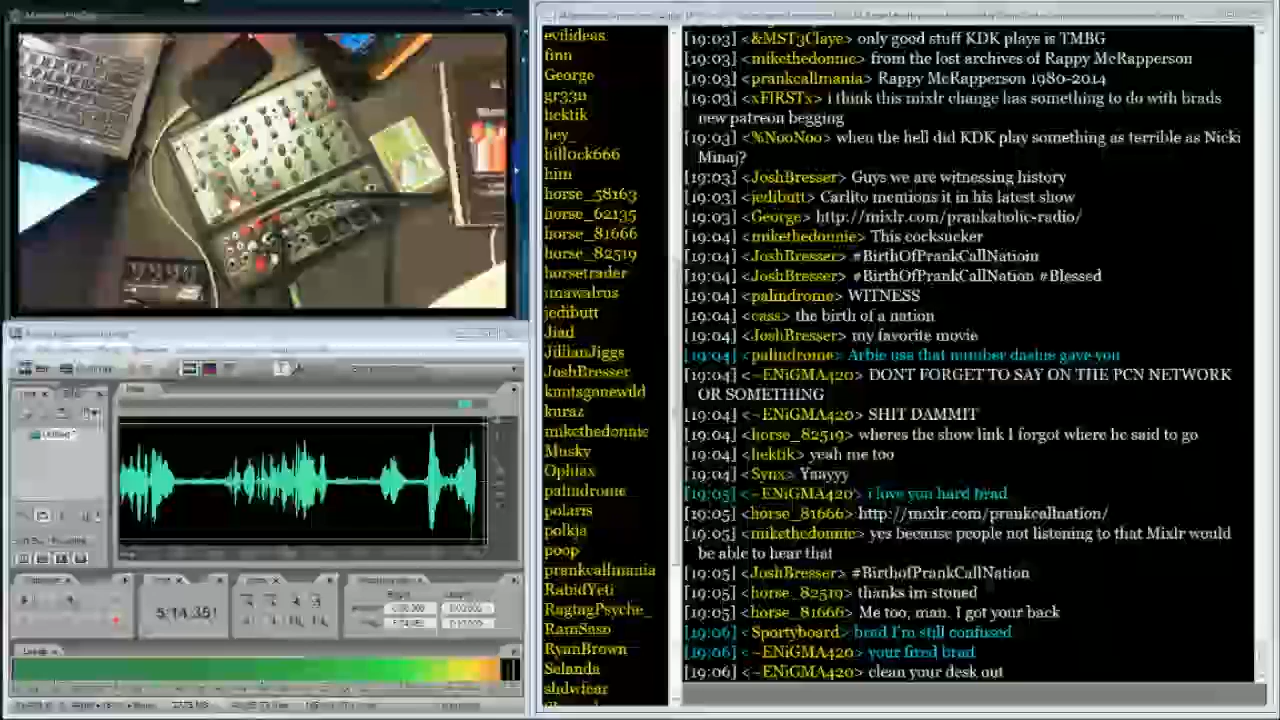 evilideas
finn
George
gr33n
hektik
hey_
hillock666
him
horse_58163
horse_62135
horse_81666
horse_82519
horsetrader
imawalrus
jedibutt
Jiad
JillianJiggs
JoshBresser
kuntsgonewild
kuraz
mikethedonnie
Musky
Ophiax
palindrome
polaris
polkja
poop
prankcallmania
RabidYeti
RagingPsyche_
RamSaso
RyanBrown
Selanda
[19:03] <&MST3Claye> only good stuff KDK plays is TMBG
[19:03] <mikethedonnie> from the lost archives of Rappy McRapperson
[19:03] <prankcallmania> Rappy McRapperson 1980-2014
[19:03] <xFIRSTx> i think this mixlr change has something to do with brads
new patreon begging
[19:03] <%NooNoo> when the hell did KDK play something as terrible as Nicki
Minaj?
[19:03] <JoshBresser> Guys we are witnessing history
[19:03] <jedibutt> Carlito mentions it in his latest show
[19:03] <George> http://mixlr.com/prankaholic-radio/
[19:04] <mikethedonnie> This cocksucker
[19:04] <JoshBresser> #BirthOfPrankCallNatioin
[19:04] <JoshBresser> #BirthOfPrankCallNation #Blessed
[19:04] <palindrome> WITNESS
[19:04] <cass> the birth of a nation
[19:04] <JoshBresser> my favorite movie
[19:04] <palindrome> Arbie use that number dasine gave you
[19:04] <~ENiGMA420> DONT FORGET TO SAY ON THE PCN NETWORK
OR SOMETHING
[19:04] <~ENiGMA420> SHIT DAMMIT
[19:04] <horse_82519> wheres the show link I forgot where he said to go
[19:04] <hektik> yeah me too
[19:04] <Synx> Yaayyy
[19:05] <~ENiGMA420> i love you hard brad
[19:05] <horse_81666> http://mixlr.com/prankcallnation/
[19:05] <mikethedonnie> yes because people not listening to that Mixlr would
be able to hear that
[19:05] <JoshBresser> #BirthofPrankCallNation
[19:05] <horse_82519> thanks im stoned
[19:05] <horse_81666> Me too, man. I got your back
[19:06] <Sportyboard> brad I'm still confused
[19:06] <~ENiGMA420> your fired brad
[19:06] <~ENiGMA420> clean your desk out
5:14.351